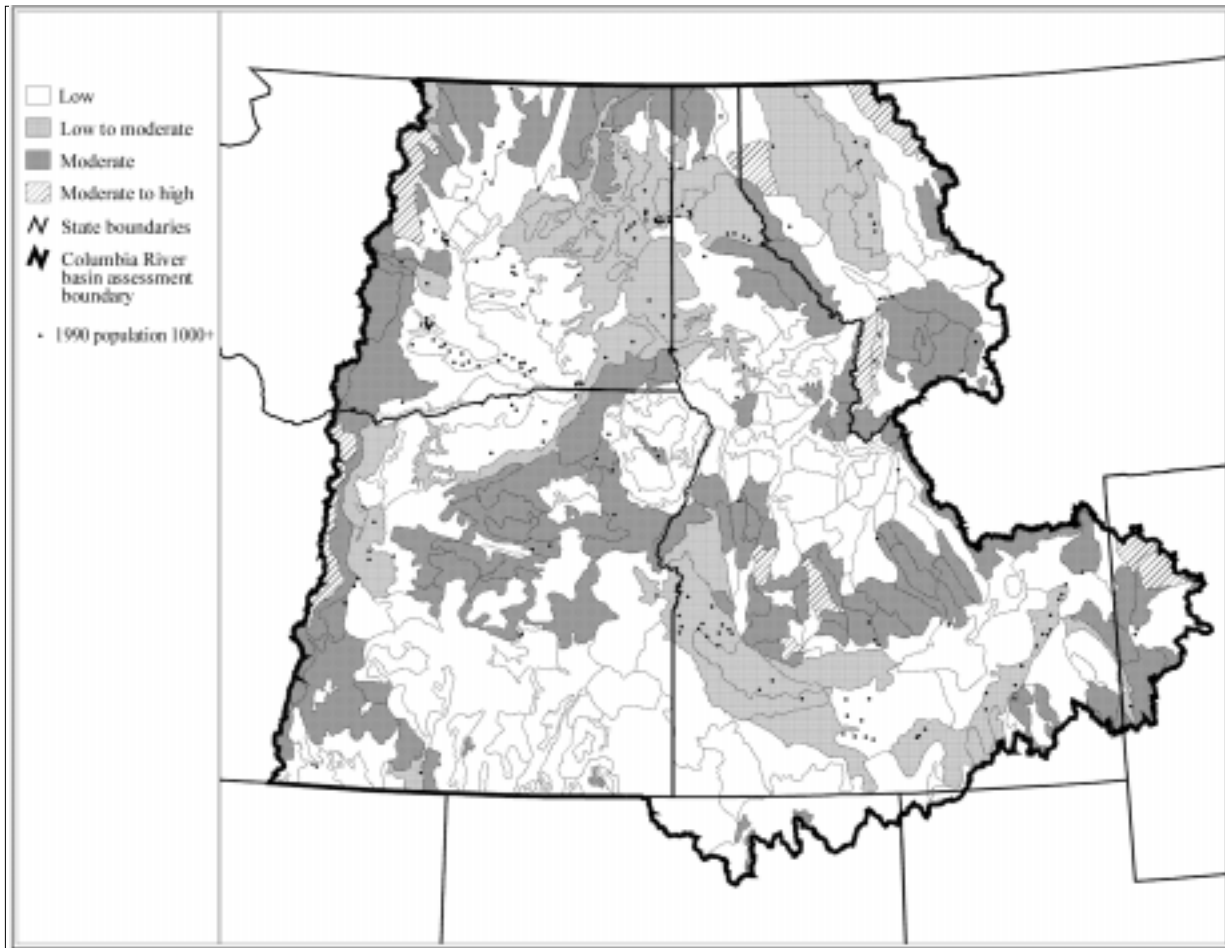 Low
Low to moderate
Moderate
Moderate to high
State boundaries
Columbia River
basin assessment
boundary
1990 population 1000+